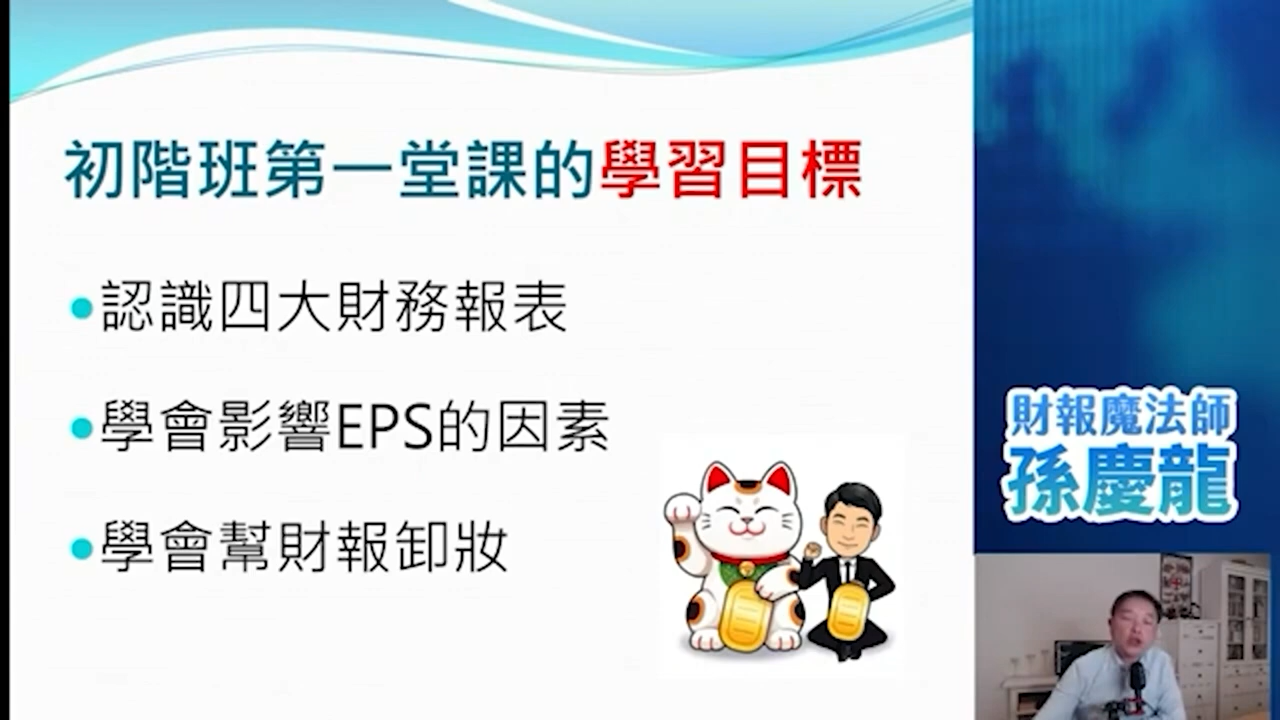 初階班第一堂課的學習目標
認識四大財務報表
學會影響EPS的因素
學會幫財報卸妝
財報魔法師
孫慶龍